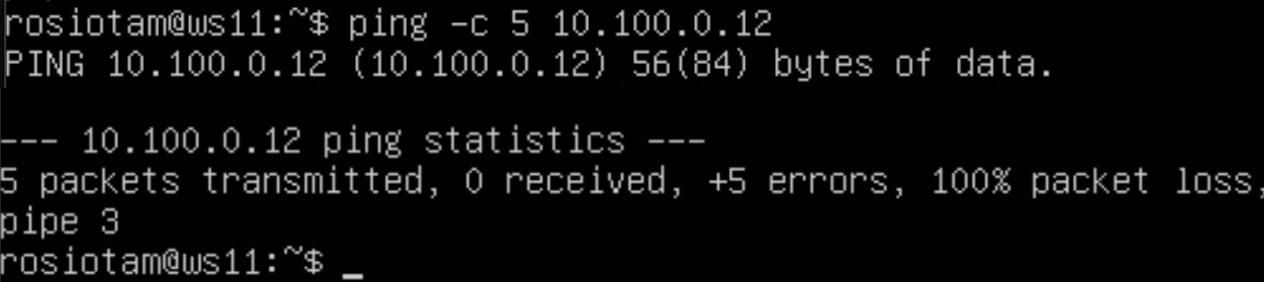 rosiotam@ws11:~$ ping -c 5 10.100.0.12
PING 10.100.0.12 (10.100.0.12) 56(84) bytes of data.
--- 10.100.0.12 ping statistics ---
5 packets transmitted, 0 received, +5 errors, 100% packet loss,
pipe 3
rosiotam@ws11:~$ _